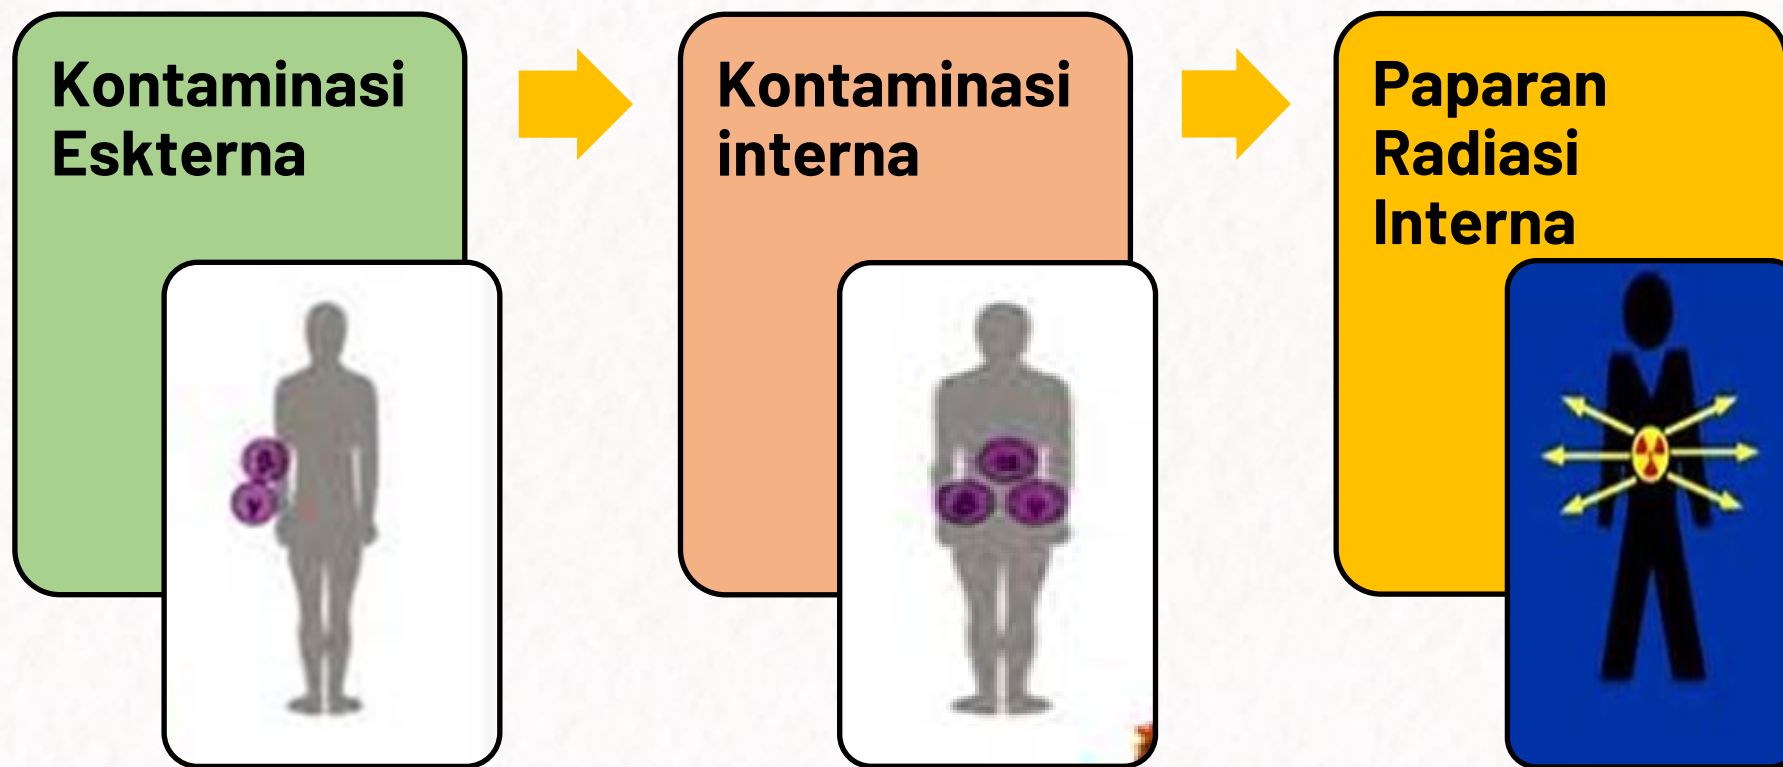 Kontaminasi
Eskterna
Kontaminasi
interna
Paparan
Radiasi
Interna